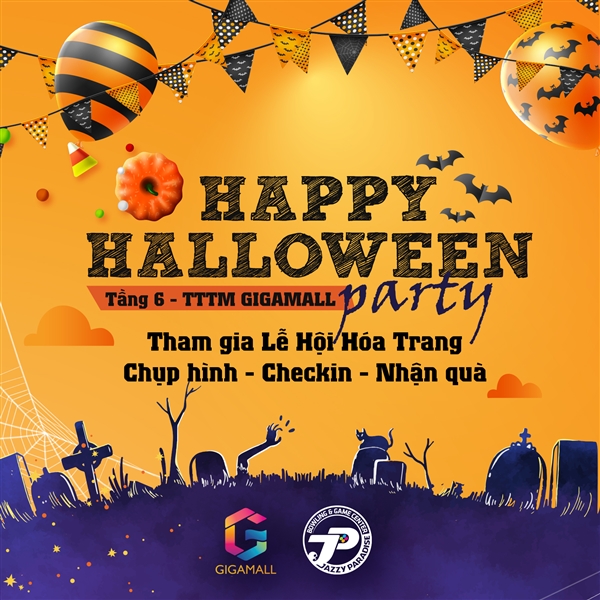 HAPPY
HALLOWEEN
party
Tầng 6 - TTTM GIGAMALL
Tham gia Lễ Hội Hóa Trang
Chụp hình - Checkin - Nhận quà
G
GIGAMALL
BOWLING & GAME CENTER
JP
JAZZY PARADISE